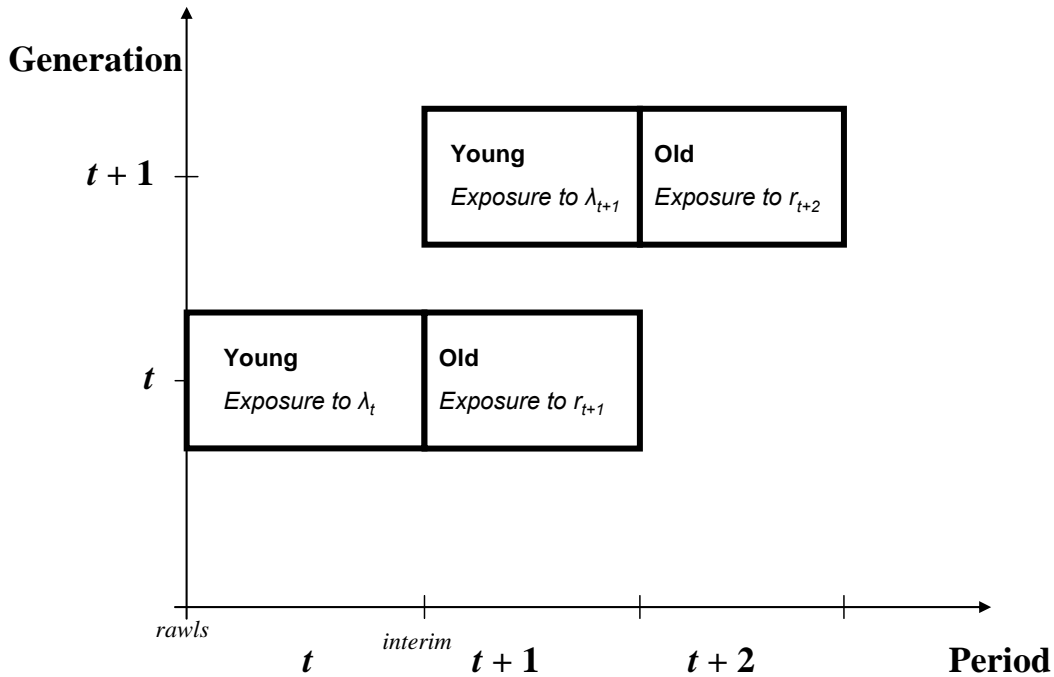 Generation
Young Old
t + 1
Exposure to λt+1 Exposure to rt+2
Young Old
t
Exposure to λt Exposure to rt+1
rawls interim
t t + 1 t + 2 Period